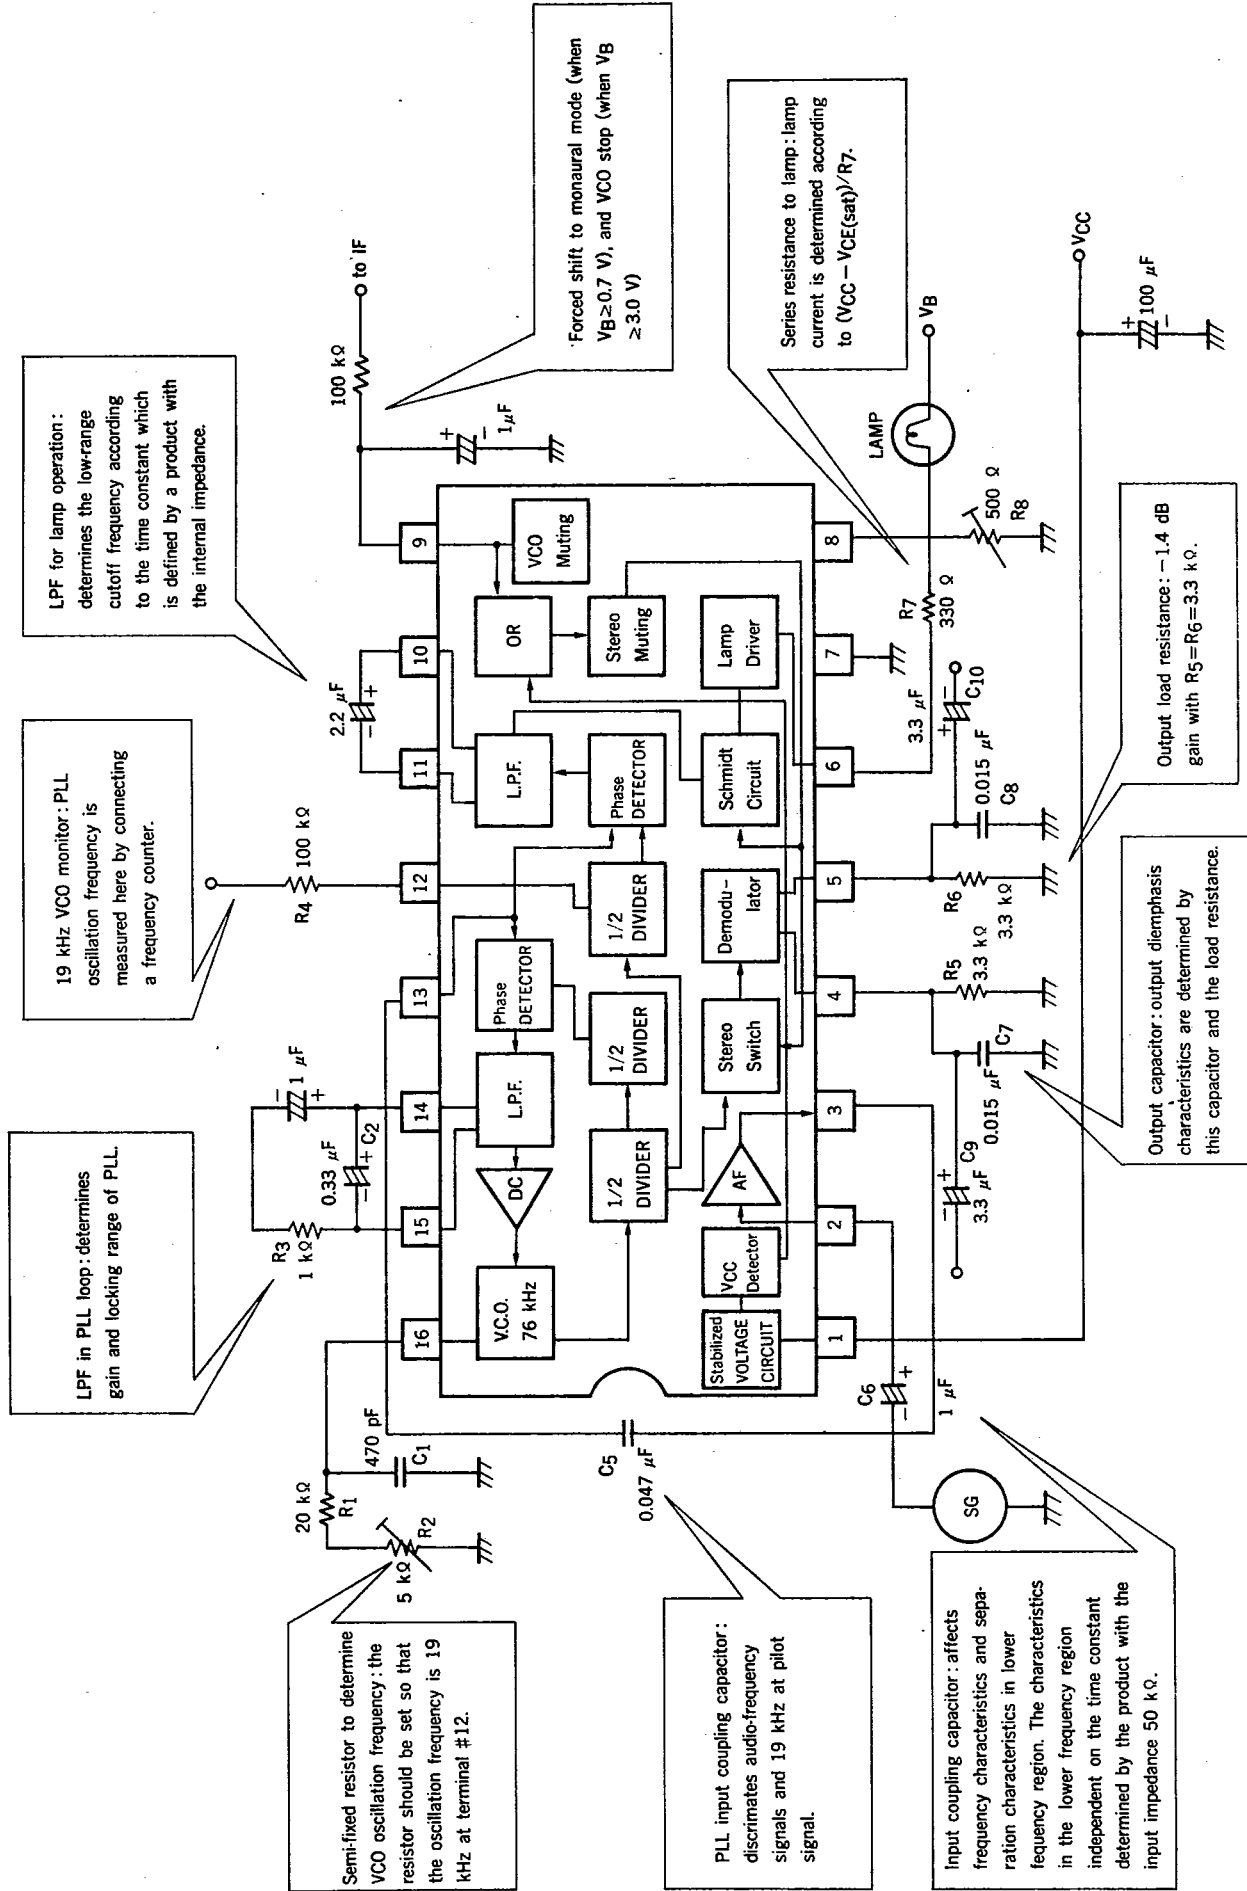 LPF in PLL loop: determines
gain and locking range of PLL.
19 kHz VCO monitor: PLL
oscillation frequency is
measured here by connecting
a frequency counter.
LPF for lamp operation:
determines the low-range
cutoff frequency according
to the time constant which
is defined by a product with
the internal impedance.
Semi-fixed resistor to determine
VCO oscillation frequency: the
resistor should be set so that
the oscillation frequency is 19
kHz at terminal #12.
5 kΩ
R2
20 kΩ
R1
470 pF
C1
R3
1 kΩ
0.33 µF
− + C2
−
+
1 µF
R4
100 kΩ
2.2 µF
− +
100 kΩ
to IF
+
−
1µF
Forced shift to monaural mode (when
VB≥0.7 V), and VCO stop (when VB
≥3.0 V)
16
15
14
13
12
11
10
9
V.C.O.
76 kHz
DC
L.P.F.
Phase
DETECTOR
L.P.F.
OR
VCO
Muting
1/2
DIVIDER
1/2
DIVIDER
1/2
DIVIDER
Phase
DETECTOR
Stereo
Muting
Stabilized
VOLTAGE
CIRCUIT
VCC
Detector
AF
Stereo
Switch
Demodu-
lator
Schmidt
Circuit
Lamp
Driver
1
2
3
4
5
6
7
8
C5
0.047 µF
PLL input coupling capacitor:
discrimates audio-frequency
signals and 19 kHz at pilot
signal.
C6
− +
1 µF
SG
Input coupling capacitor: affects
frequency characteristics and sepa-
ration characteristics in lower
fequency region. The characteristics
in the lower frequency region
independent on the time constant
determined by the product with the
input impedance 50 kΩ.
− +
3.3 µF
C9
0.015 µF
C7
R5
3.3 kΩ
R6
3.3 kΩ
0.015 µF
C8
3.3 µF
+ −
C10
R7
330 Ω
LAMP
VB
500 Ω
R8
Series resistance to lamp: lamp
current is determined according
to (VCC − VCE(sat))/R7.
VCC
+
−
100 µF
Output capacitor: output diemphasis
characteristics are determined by
this capacitor and the load resistance.
Output load resistance: −1.4 dB
gain with R5=R6=3.3 kΩ.